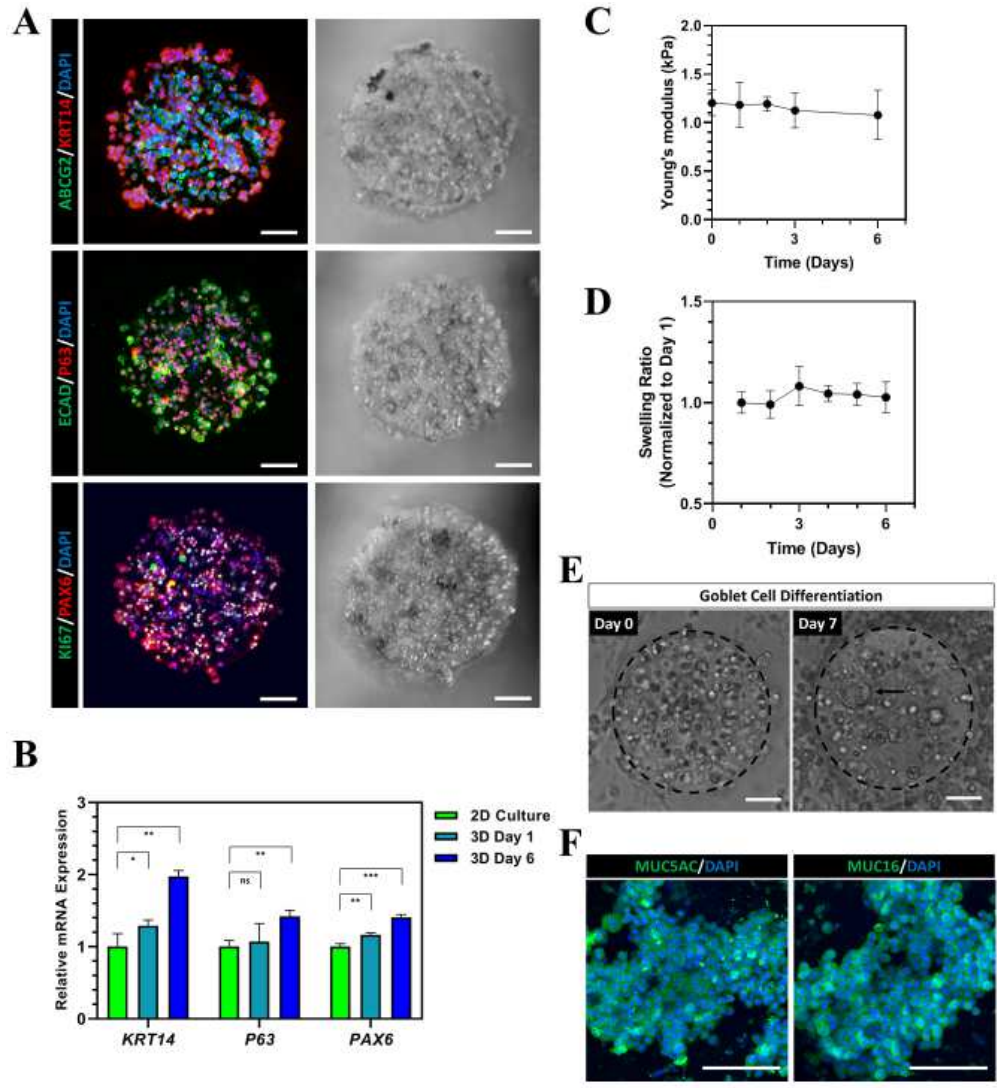 A
ABCG2/KRT14/DAPI
ECAD/P63/DAPI
KI67/PAX6/DAPI
B
Relative mRNA Expression
3
2
1
0
**
*
**
ns
***
**
KRT14
P63
PAX6
2D Culture
3D Day 1
3D Day 6
C
Young's modulus (kPa)
2.0
1.5
1.0
0.5
0.0
0
3
6
Time (Days)
D
Swelling Ratio
(Normalized to Day 1)
1.5
1.0
0.5
0
3
6
Time (Days)
E
Goblet Cell Differentiation
Day 0
Day 7
F
MUC5AC/DAPI
MUC16/DAPI